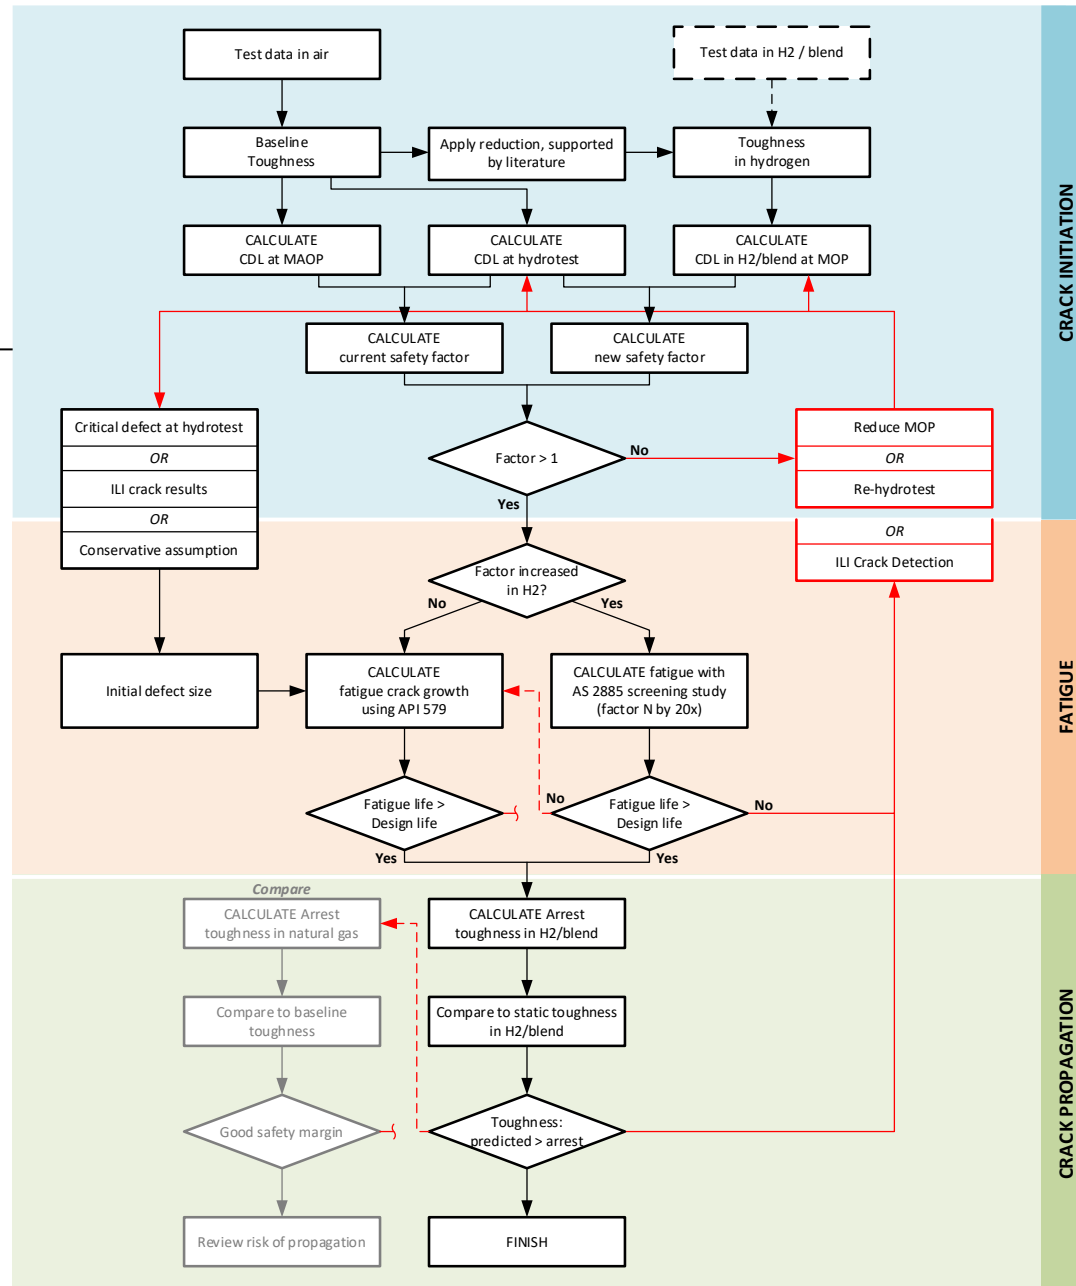 Test data in air
Test data in H2 / blend
Baseline
Toughness
Apply reduction, supported
by literature
Toughness
in hydrogen
CALCULATE
CDL at MAOP
CALCULATE
CDL at hydrotest
CALCULATE
CDL in H2/blend at MOP
CALCULATE
current safety factor
CALCULATE
new safety factor
CRACK INITIATION
Critical defect at hydrotest
OR
ILI crack results
OR
Conservative assumption
Factor > 1
No
Yes
Reduce MOP
OR
Re-hydrotest
OR
ILI Crack Detection
Factor increased
in H2?
No
Yes
Initial defect size
CALCULATE
fatigue crack growth
using API 579
CALCULATE fatigue with
AS 2885 screening study
(factor N by 20x)
FATIGUE
Fatigue life >
Design life
Yes
No
Fatigue life >
Design life
No
Yes
Compare
CALCULATE Arrest
toughness in natural gas
CALCULATE Arrest
toughness in H2/blend
Compare to baseline
toughness
Compare to static toughness
in H2/blend
Good safety margin
Toughness:
predicted > arrest
Review risk of propagation
FINISH
CRACK PROPAGATION